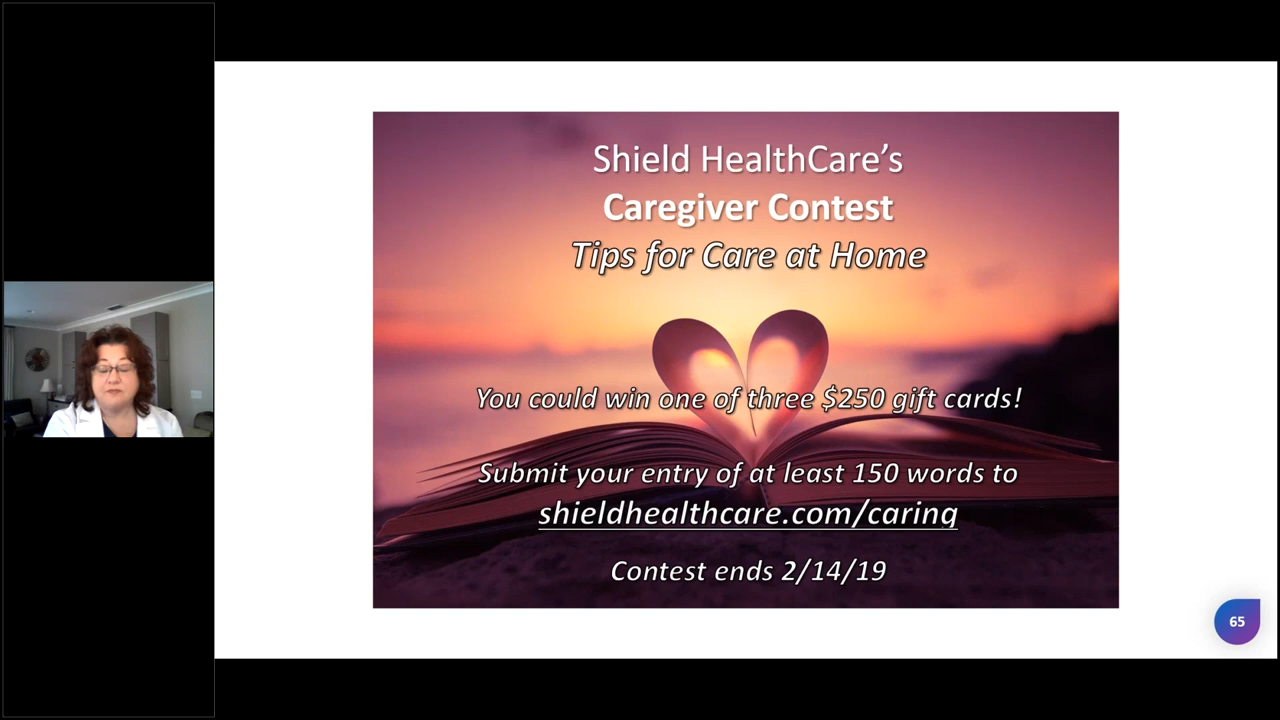 Shield HealthCare’s
Caregiver Contest
Tips for Care at Home
You could win one of three $250 gift cards!
Submit your entry of at least 150 words to
shieldhealthcare.com/caring
Contest ends 2/14/19
65